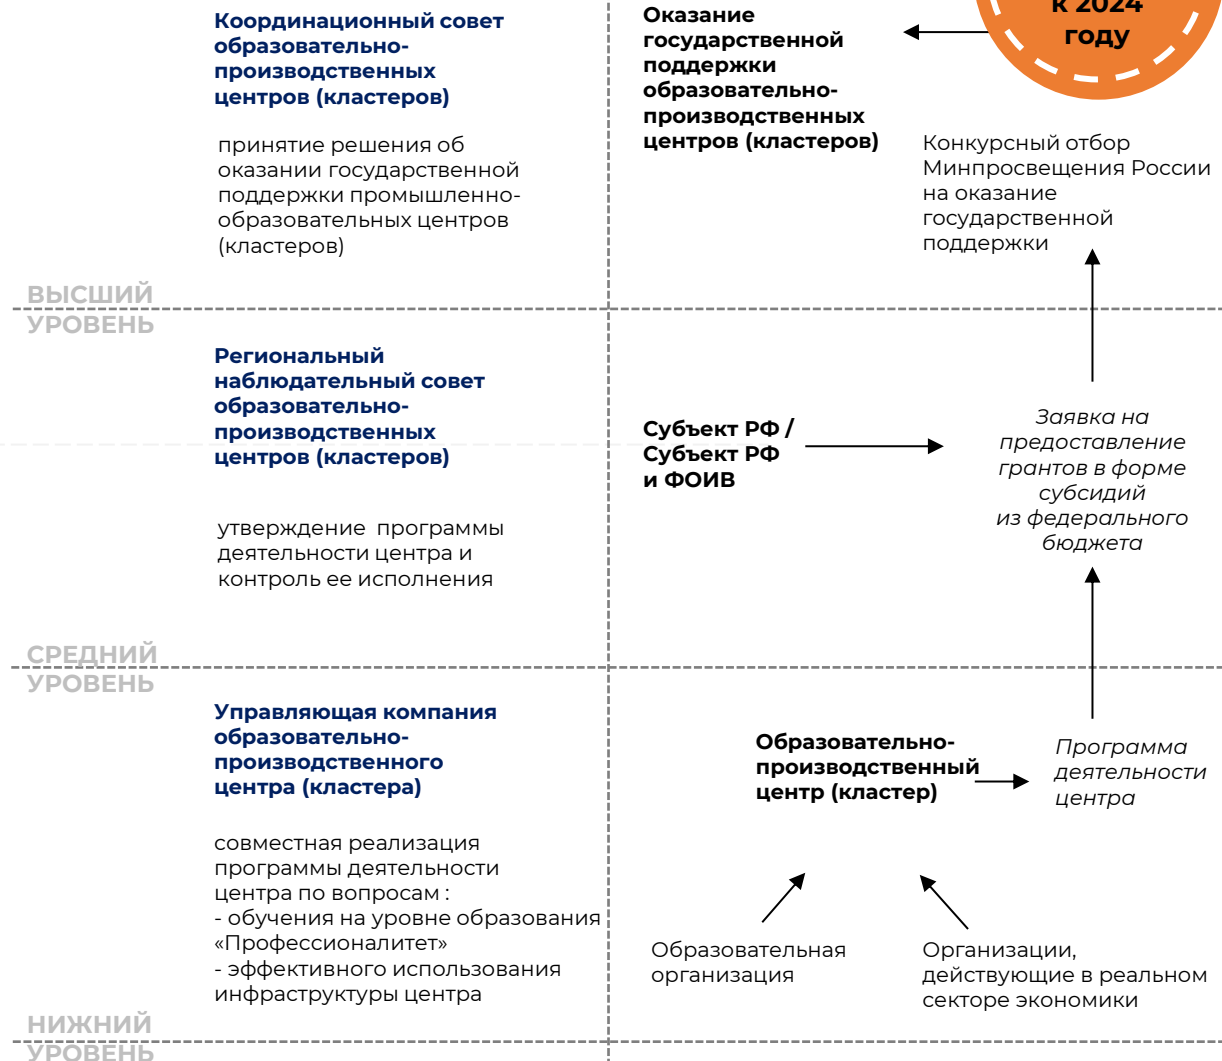 Координационный совет
образовательно-
производственных
центров (кластеров)
принятие решения об
оказании государственной
поддержки промышленно-
образовательных центров
(кластеров)
Оказание
государственной
поддержки
образовательно-
производственных
центров (кластеров)
к 2024
году
Конкурсный отбор
Минпросвещения России
на оказание
государственной
поддержки
ВЫСШИЙ
УРОВЕНЬ
Региональный
наблюдательный совет
образовательно-
производственных
центров (кластеров)
утверждение программы
деятельности центра и
контроль ее исполнения
Субъект РФ /
Субъект РФ
и ФОИВ
Заявка на
предоставление
грантов в форме
субсидий
из федерального
бюджета
СРЕДНИЙ
УРОВЕНЬ
Управляющая компания
образовательно-
производственного
центра (кластера)
совместная реализация
программы деятельности
центра по вопросам :
- обучения на уровне образования
«Профессионалитет»
- эффективного использования
инфраструктуры центра
Образовательно-
производственный
центр (кластер)
Программа
деятельности
центра
Образовательная
организация
Организации,
действующие в реальном
секторе экономики
НИЖНИЙ
УРОВЕНЬ